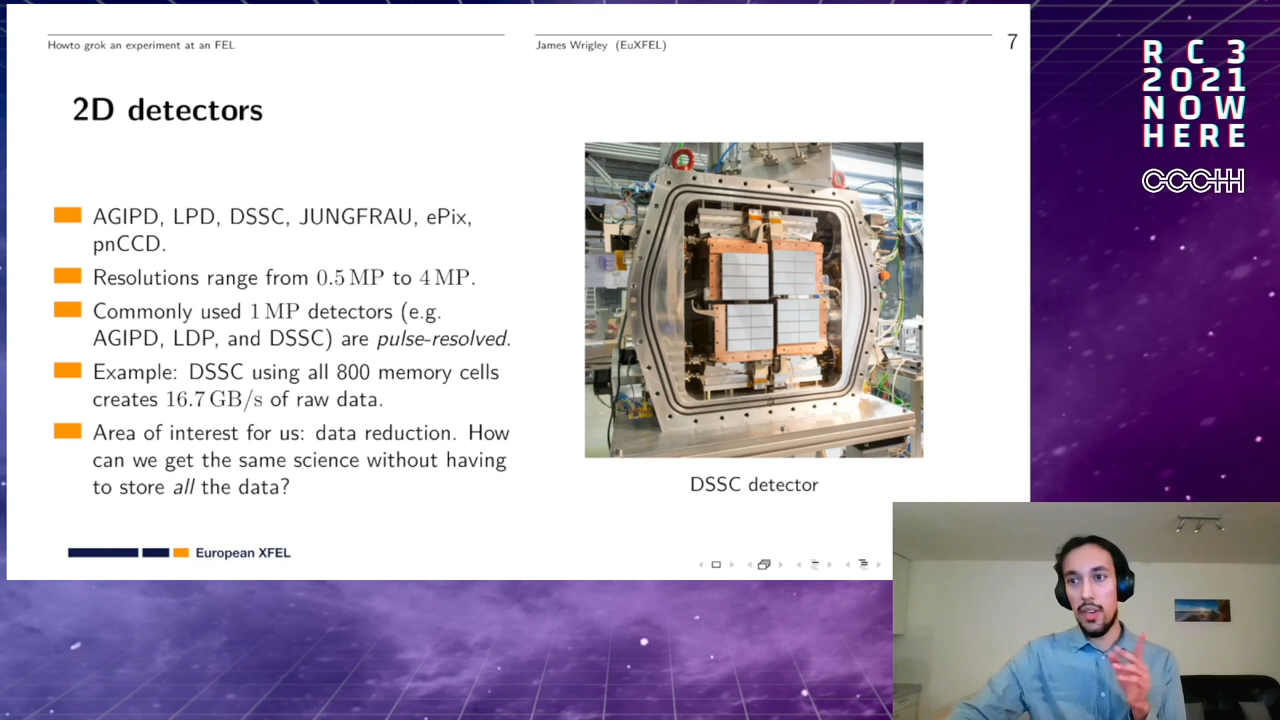 Howto grok an experiment at an FEL
James Wrigley (EuXFEL)
7
2D detectors
AGIPD, LPD, DSSC, JUNGFRAU, ePix,
pnCCD.
Resolutions range from 0.5 MP to 4 MP.
Commonly used 1 MP detectors (e.g.
AGIPD, LDP, and DSSC) are pulse-resolved.
Example: DSSC using all 800 memory cells
creates 16.7 GB/s of raw data.
Area of interest for us: data reduction. How
can we get the same science without having
to store all the data?
DSSC detector
European XFEL
RC3
2021
NOW
HERE